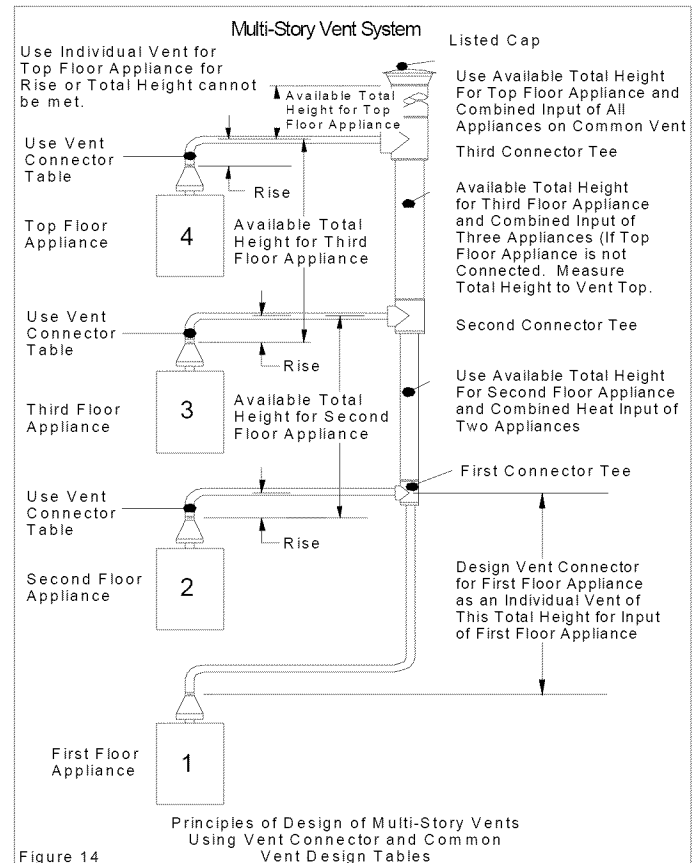 Multi-Story Vent System
Use Individual Vent for
Top Floor Appliance for
Rise or Total Height cannot
be met.
Listed Cap
Available Total
Height for Top
Floor Appliance
Use Available Total Height
For Top Floor Appliance and
Combined Input of All
Appliances on Common Vent
Third Connector Tee
Use Vent
Connector
Table
Rise
Top Floor
Appliance
4
Available Total
Height for Third
Floor Appliance
Available Total Height
for Third Floor Appliance
and Combined Input of
Three Appliances (If Top
Floor Appliance is not
Connected. Measure
Total Height to Vent Top.
Use Vent
Connector
Table
Second Connector Tee
Rise
Third Floor
Appliance
3
Available Total
Height for Second
Floor Appliance
Use Available Total Height
For Second Floor Appliance
and Combined Heat Input of
Two Appliances
First Connector Tee
Use Vent
Connector
Table
Rise
Second Floor
Appliance
2
Design Vent Connector
for First Floor Appliance
as an Individual Vent of
This Total Height for Input
of First Floor Appliance
First Floor
Appliance
1
Principles of Design of Multi-Story Vents
Using Vent Connector and Common
Vent Design Tables
Figure 14